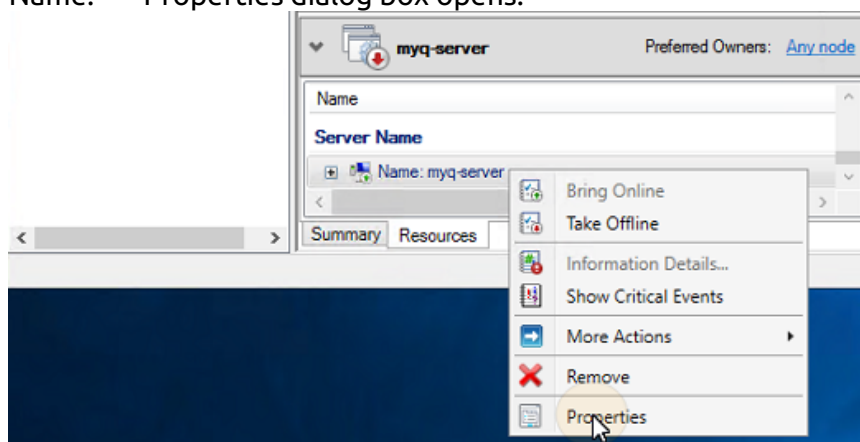 Name: Properties dialog box opens.
myq-server Preferred Owners: Any node
Name
Server Name
Name: myq-server
Bring Online
Take Offline
Summary Resources
Information Details...
Show Critical Events
More Actions
Remove
Properties